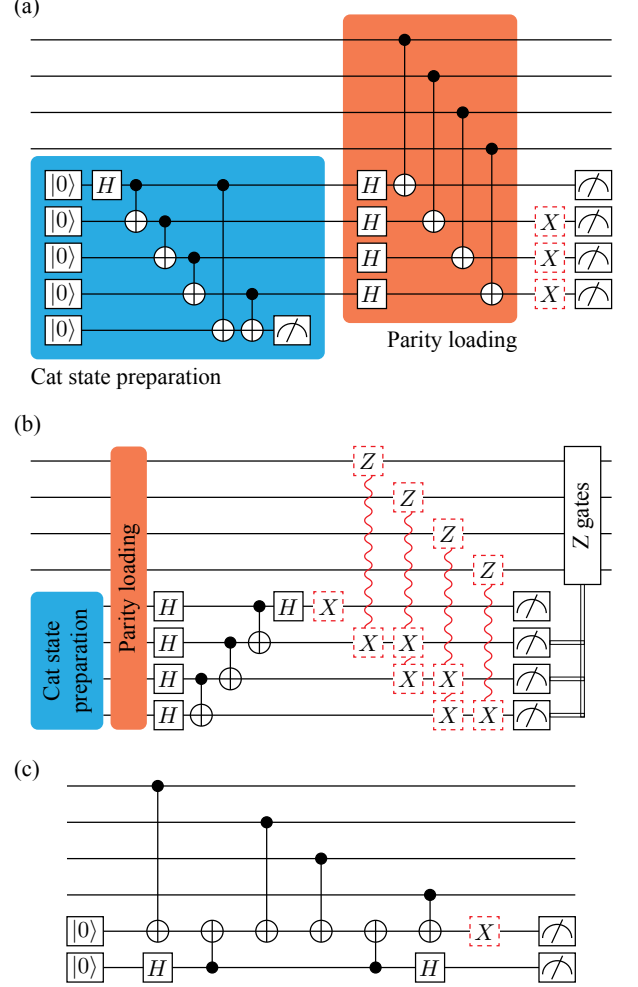 (a)
|0⟩ H H
|0⟩ H X
|0⟩ H X
|0⟩ H X
|0⟩
Parity loading
Cat state preparation
(b)
Z
Z
Z
Z
Z gates
Parity loading
Cat state
preparation
H H X
H X X
H X X
H X X
(c)
|0⟩ X
|0⟩ H H